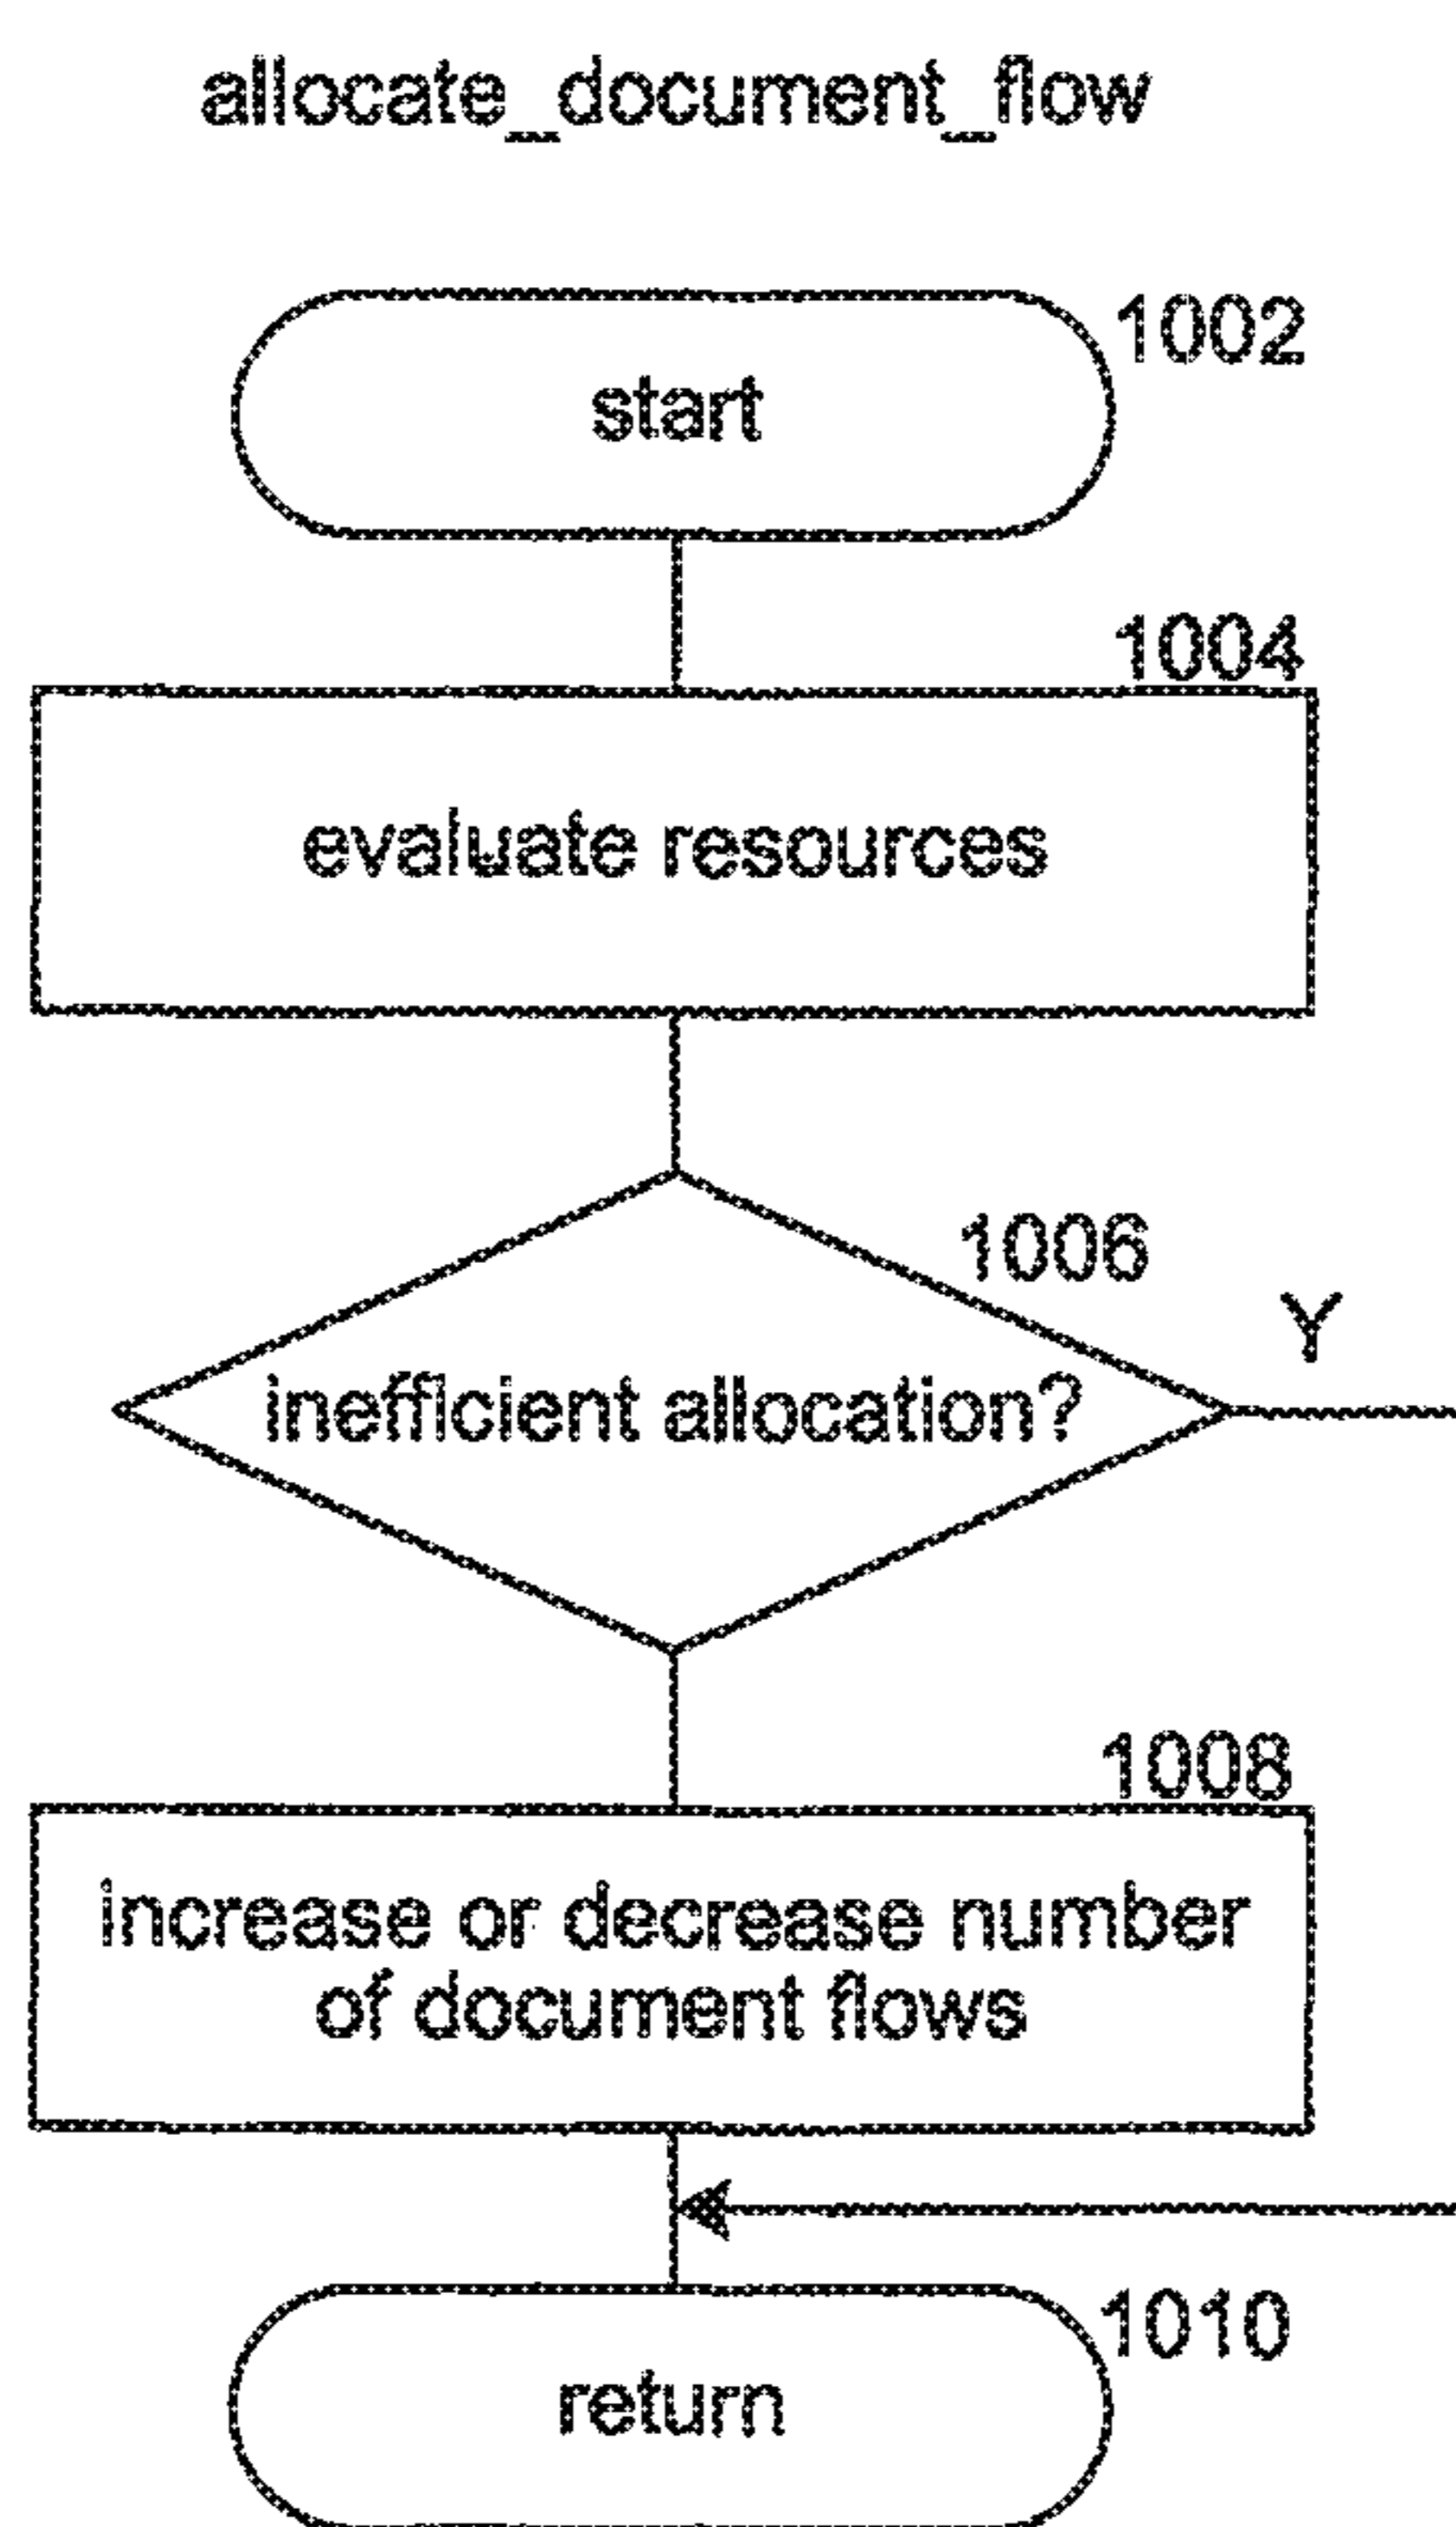 allocate_document_flow
1002
start
1004
evaluate resources
1006
Y
inefficient allocation?
1008
increase or decrease number
of document flows
1010
return